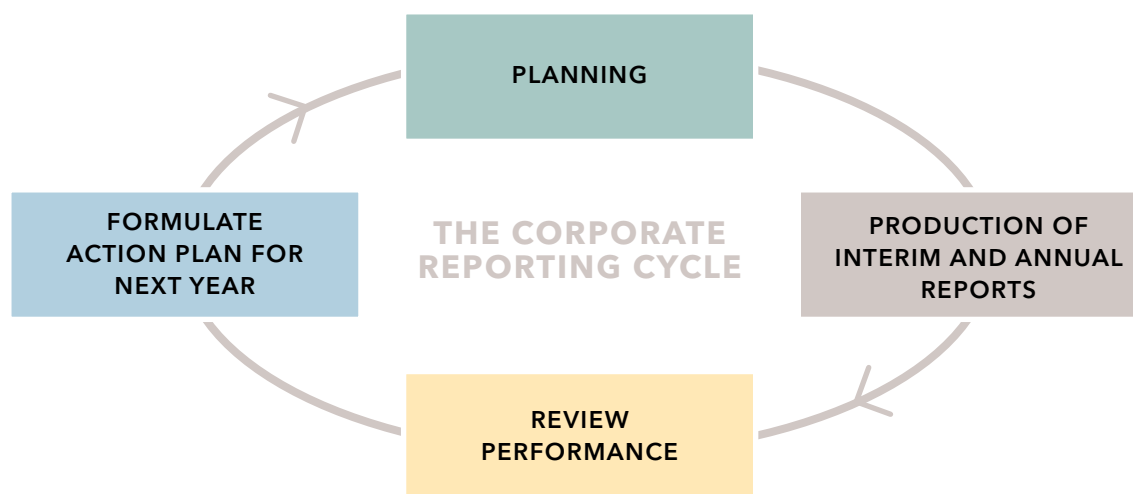 PLANNING
FORMULATE
ACTION PLAN FOR
NEXT YEAR
THE CORPORATE
REPORTING CYCLE
PRODUCTION OF
INTERIM AND ANNUAL
REPORTS
REVIEW
PERFORMANCE